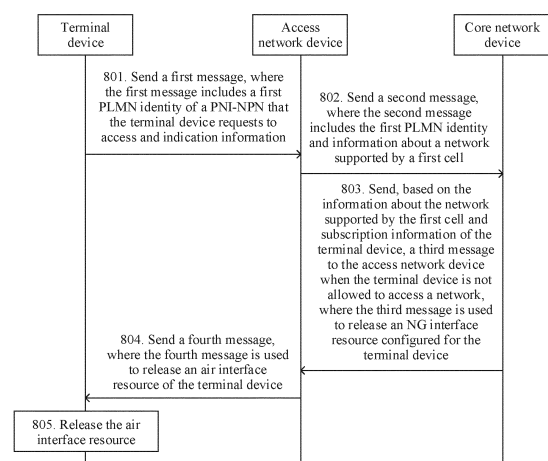 Terminal
device
Access
network device
Core network
device
801. Send a first message, where
the first message includes a first
PLMN identity of a PNI-NPN that
the terminal device requests to
access and indication information
802. Send a second message,
where the second message
includes the first PLMN identity
and information about a network
supported by a first cell
803. Send, based on the
information about the network
supported by the first cell and
subscription information of the
terminal device, a third message
to the access network device
when the terminal device is not
allowed to access a network,
where the third message is used
to release an NG interface
resource configured for the
terminal device
804. Send a fourth message,
where the fourth message is used
to release an air interface
resource of the terminal device
805. Release the air
interface resource